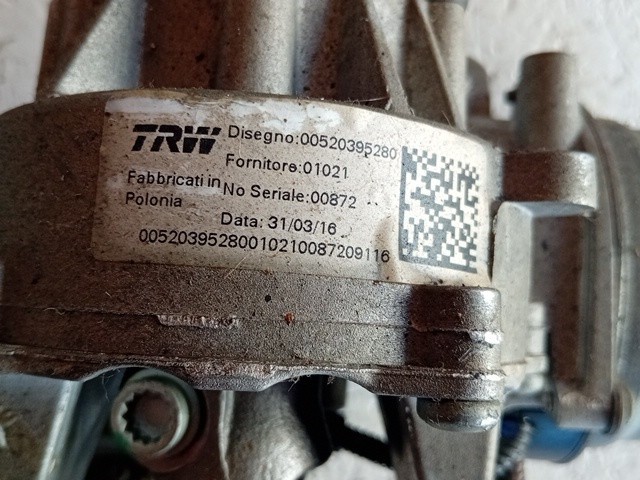 TRW Disegno:00520395280
Fornitore:01021
Fabbricati in No Seriale:00872
Polonia Data: 31/03/16
00520395280010210087209116